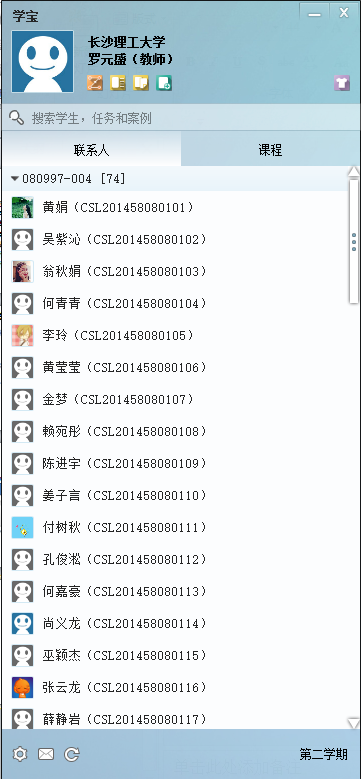 学宝
长沙理工大学
罗元盛（教师）
搜索学生，任务和案例
联系人 课程
080997-004 [74]
黄娟（CSL201458080101）
吴紫沁（CSL201458080102）
翁秋娟（CSL201458080103）
何青青（CSL201458080104）
李玲（CSL201458080105）
黄莹莹（CSL201458080106）
金梦（CSL201458080107）
赖宛彤（CSL201458080108）
陈进宇（CSL201458080109）
姜子言（CSL201458080110）
付树秋（CSL201458080111）
孔俊淞（CSL201458080112）
何嘉豪（CSL201458080113）
尚义龙（CSL201458080114）
巫颖杰（CSL201458080115）
张云龙（CSL201458080116）
薛静岩（CSL201458080117）
第二学期